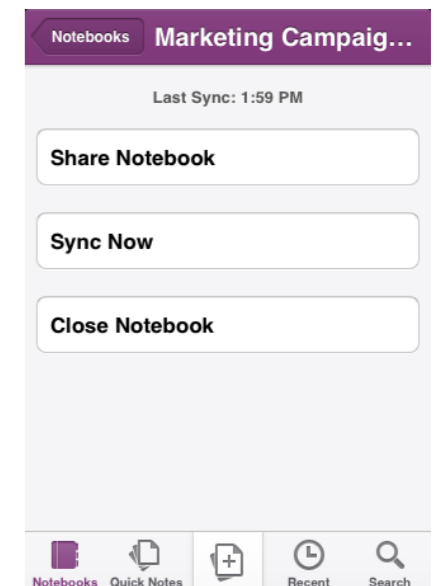 Notebooks Marketing Campaig...
Last Sync: 1:59 PM
Share Notebook
Sync Now
Close Notebook
Notebooks Quick Notes Recent Search